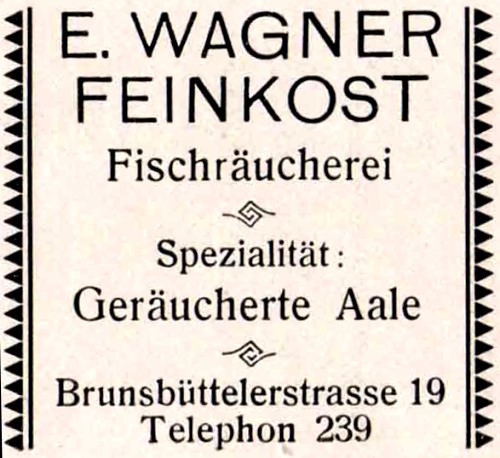 E. WAGNER
FEINKOST
Fischräucherei
Spezialität:
Geräucherte Aale
Brunsbüttelerstrasse 19
Telephon 239